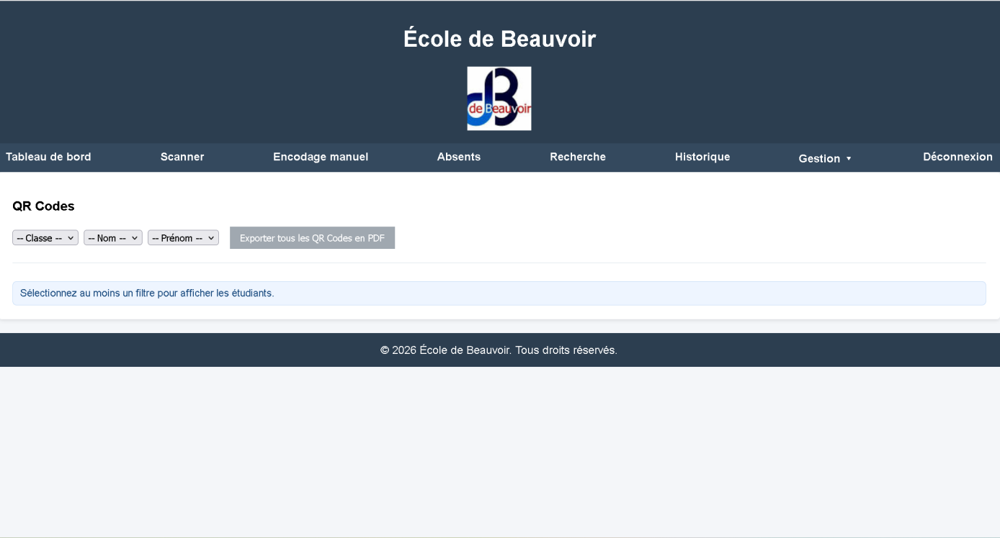 École de Beauvoir
de Beauvoir
Tableau de bord Scanner Encodage manuel Absents Recherche Historique Gestion ▼ Déconnexion
QR Codes
-- Classe -- -- Nom -- -- Prénom -- Exporter tous les QR Codes en PDF
Sélectionnez au moins un filtre pour afficher les étudiants.
© 2026 École de Beauvoir. Tous droits réservés.